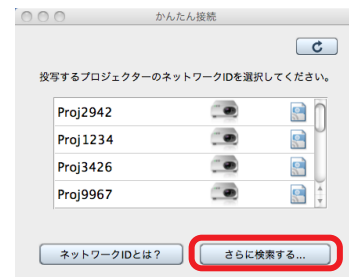 かんたん接続
投写するプロジェクターのネットワークIDを選択してください。
Proj2942
Proj1234
Proj3426
Proj9967
ネットワークIDとは？
さらに検索する...